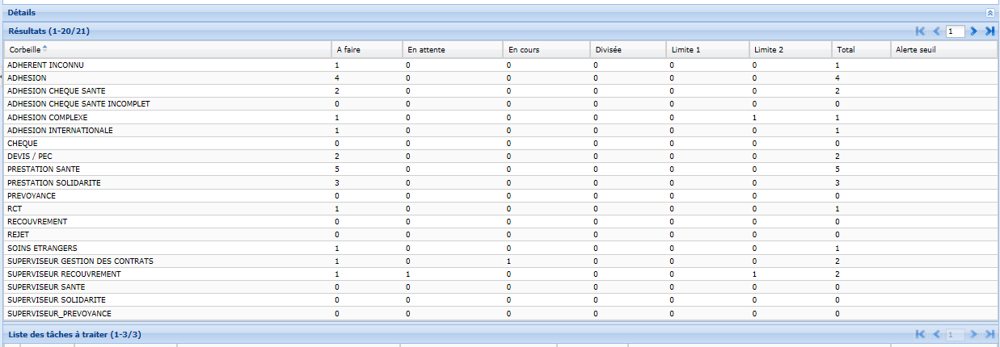 Détails
Résultats (1-20/21) 1
Corbeille A faire En attente En cours Divisée Limite 1 Limite 2 Total Alerte seuil
ADHERENT INCONNU 1 0 0 0 0 0 1
ADHESION 4 0 0 0 0 0 4
ADHESION CHEQUE SANTE 2 0 0 0 0 0 2
ADHESION CHEQUE SANTE INCOMPLET 0 0 0 0 0 0 0
ADHESION COMPLEXE 1 0 0 0 0 1 1
ADHESION INTERNATIONALE 1 0 0 0 0 0 1
CHEQUE 0 0 0 0 0 0 0
DEVIS / PEC 2 0 0 0 0 0 2
PRESTATION SANTE 5 0 0 0 0 0 5
PRESTATION SOLIDARITE 3 0 0 0 0 0 3
PREVOYANCE 0 0 0 0 0 0 0
RCT 1 0 0 0 0 0 1
RECOUVREMENT 0 0 0 0 0 0 0
REJET 0 0 0 0 0 0 0
SOINS ETRANGERS 1 0 0 0 0 0 1
SUPERVISEUR GESTION DES CONTRATS 1 0 1 0 0 0 2
SUPERVISEUR RECOUVREMENT 1 1 0 0 0 1 2
SUPERVISEUR SANTE 0 0 0 0 0 0 0
SUPERVISEUR SOLIDARITE 0 0 0 0 0 0 0
SUPERVISEUR_PREVOYANCE 0 0 0 0 0 0 0
Liste des tâches à traiter (1-3/3) 1